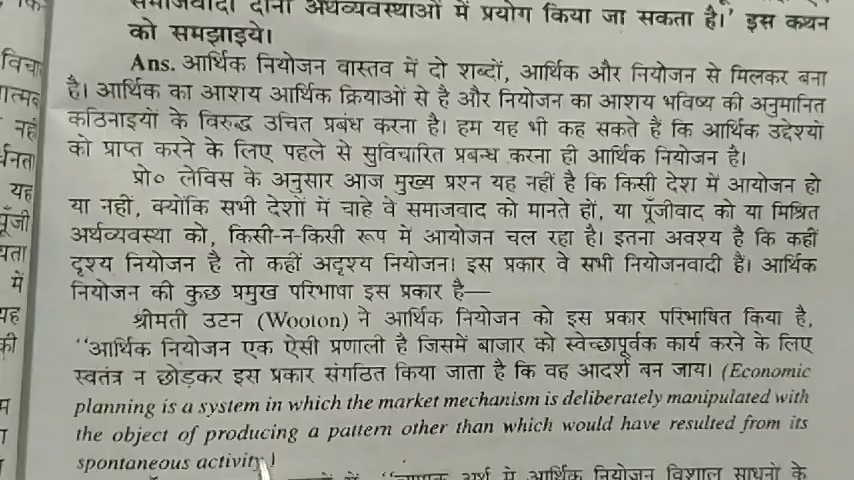 समाजवादी दोनों अर्थव्यवस्थाओं में प्रयोग किया जा सकता है।' इस कथन
को समझाइये।
Ans. आर्थिक नियोजन वास्तव में दो शब्दों, आर्थिक और नियोजन से मिलकर बना
है। आर्थिक का आशय आर्थिक क्रियाओं से है और नियोजन का आशय भविष्य की अनुमानित
कठिनाइयों के विरुद्ध उचित प्रबंध करना है। हम यह भी कह सकते हैं कि आर्थिक उद्देश्यों
को प्राप्त करने के लिए पहले से सुविचारित प्रबन्ध करना ही आर्थिक नियोजन है।
प्रो० लेविस के अनुसार आज मुख्य प्रश्न यह नहीं है कि किसी देश में आयोजन हो
या नहीं, क्योंकि सभी देशों में चाहे वे समाजवाद को मानते हों, या पूँजीवाद को या मिश्रित
अर्थव्यवस्था को, किसी-न-किसी रूप में आयोजन चल रहा है। इतना अवश्य है कि कहीं
दृश्य नियोजन है तो कहीं अदृश्य नियोजन। इस प्रकार वे सभी नियोजनवादी हैं। आर्थिक
नियोजन की कुछ प्रमुख परिभाषा इस प्रकार है—
श्रीमती उटन (Wooton) ने आर्थिक नियोजन को इस प्रकार परिभाषित किया है,
“आर्थिक नियोजन एक ऐसी प्रणाली है जिसमें बाजार को स्वेच्छापूर्वक कार्य करने के लिए
स्वतंत्र न छोड़कर इस प्रकार संगठित किया जाता है कि वह आदर्श बन जाय। (Economic
planning is a system in which the market mechanism is deliberately manipulated with
the object of producing a pattern other than which would have resulted from its
spontaneous activity.)
“व्यापक अर्थ में आर्थिक नियोजन विशाल साधनों के